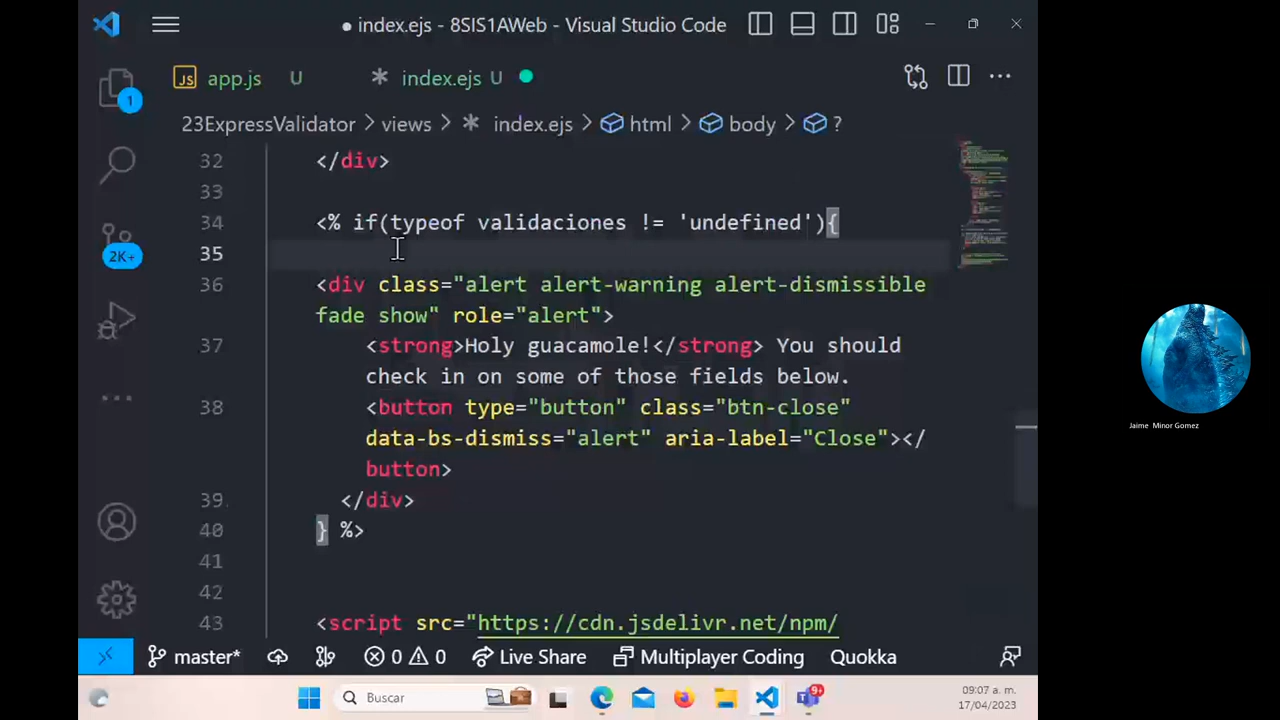 index.ejs - 8SIS1AWeb - Visual Studio Code
JS app.js U
index.ejs U
1
23ExpressValidator > views > index.ejs > html > body > ?
32 </div>
33
34 <% if(typeof validaciones != 'undefined'){
35
36 <div class="alert alert-warning alert-dismissible
fade show" role="alert">
37 <strong>Holy guacamole!</strong> You should
check in on some of those fields below.
38 <button type="button" class="btn-close"
data-bs-dismiss="alert" aria-label="Close"></
button>
39 </div>
40 } %>
41
42
43 <script src="https://cdn.jsdelivr.net/npm/
2K+
Jaime Minor Gomez
master* 0 0 Live Share Multiplayer Coding Quokka
Buscar
9+
09:07 a. m.
17/04/2023